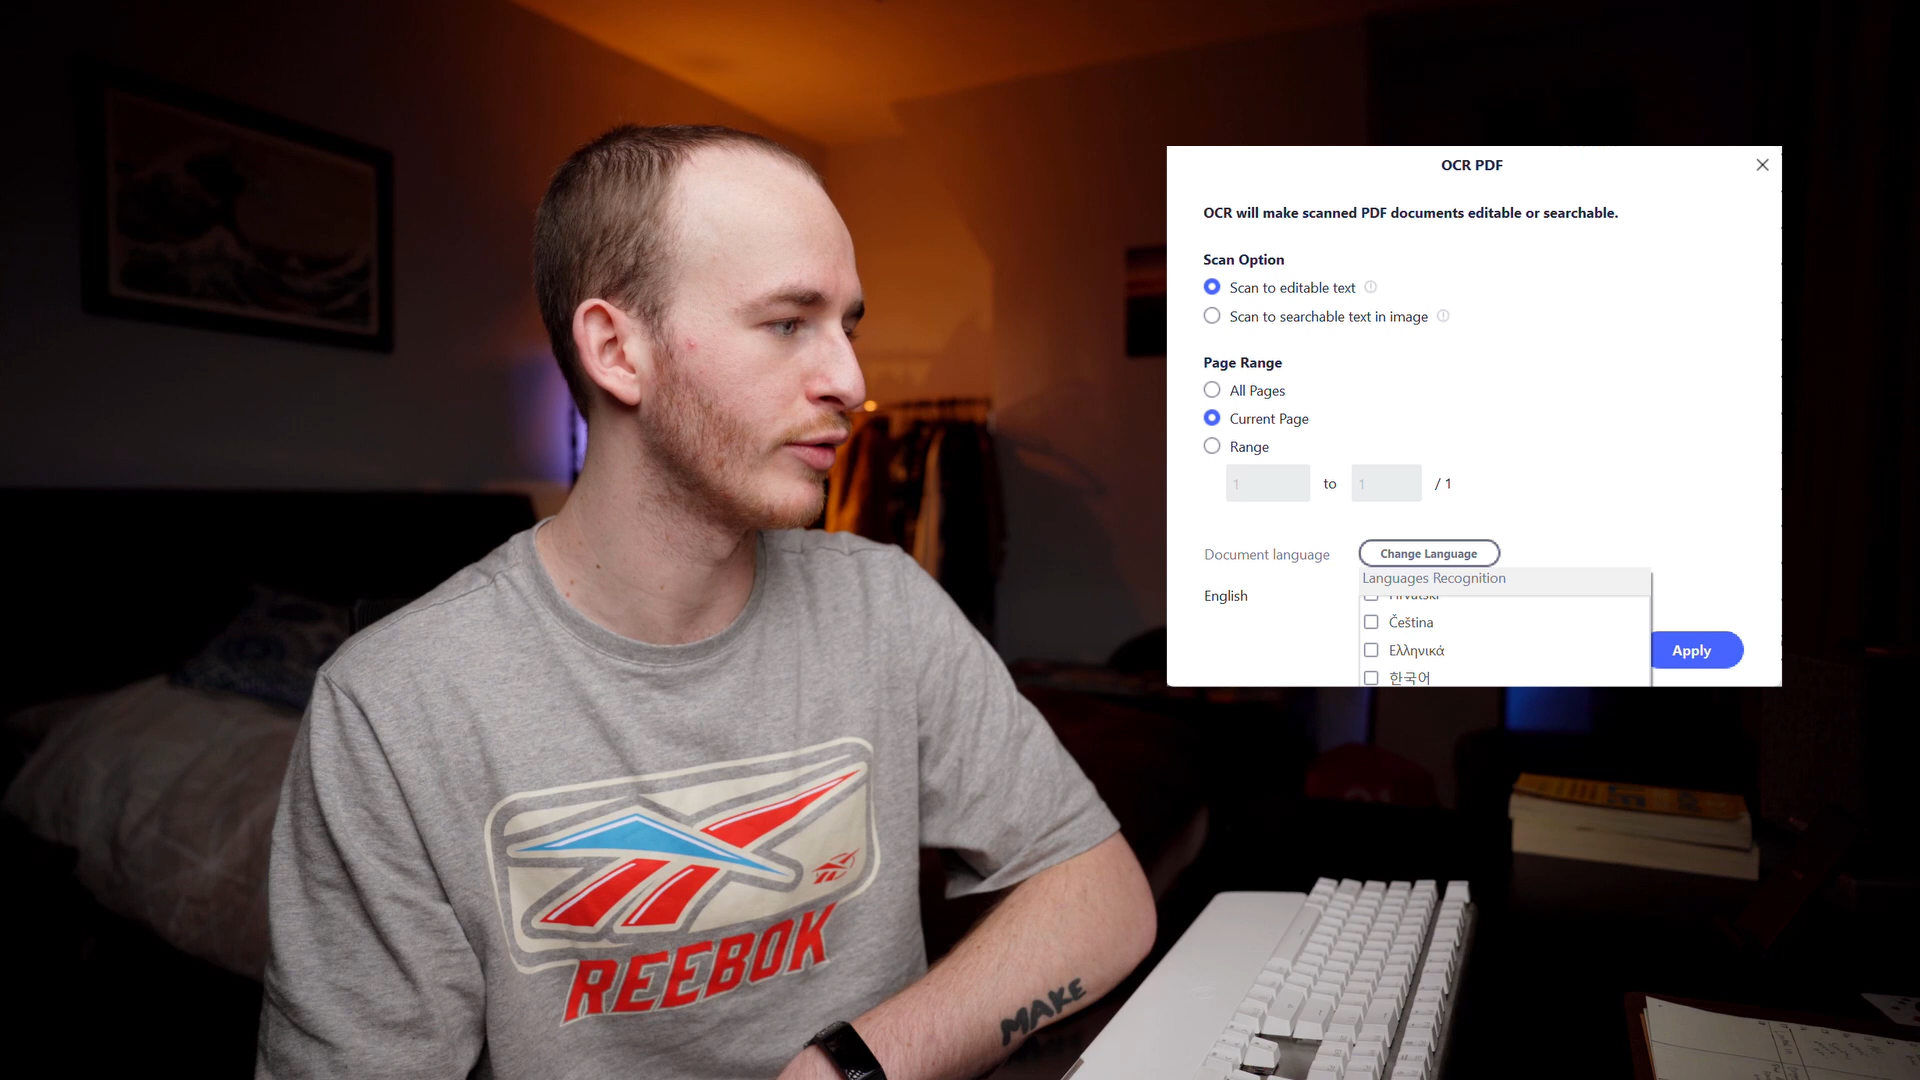 OCR PDF
OCR will make scanned PDF documents editable or searchable.
Scan Option
Scan to editable text
Scan to searchable text in image
Page Range
All Pages
Current Page
Range
1 to 1 / 1
Document language Change Language
Languages Recognition
English Hrvatski
Čeština
Ελληνικά
Apply
한국어
REEBOK
MAKE